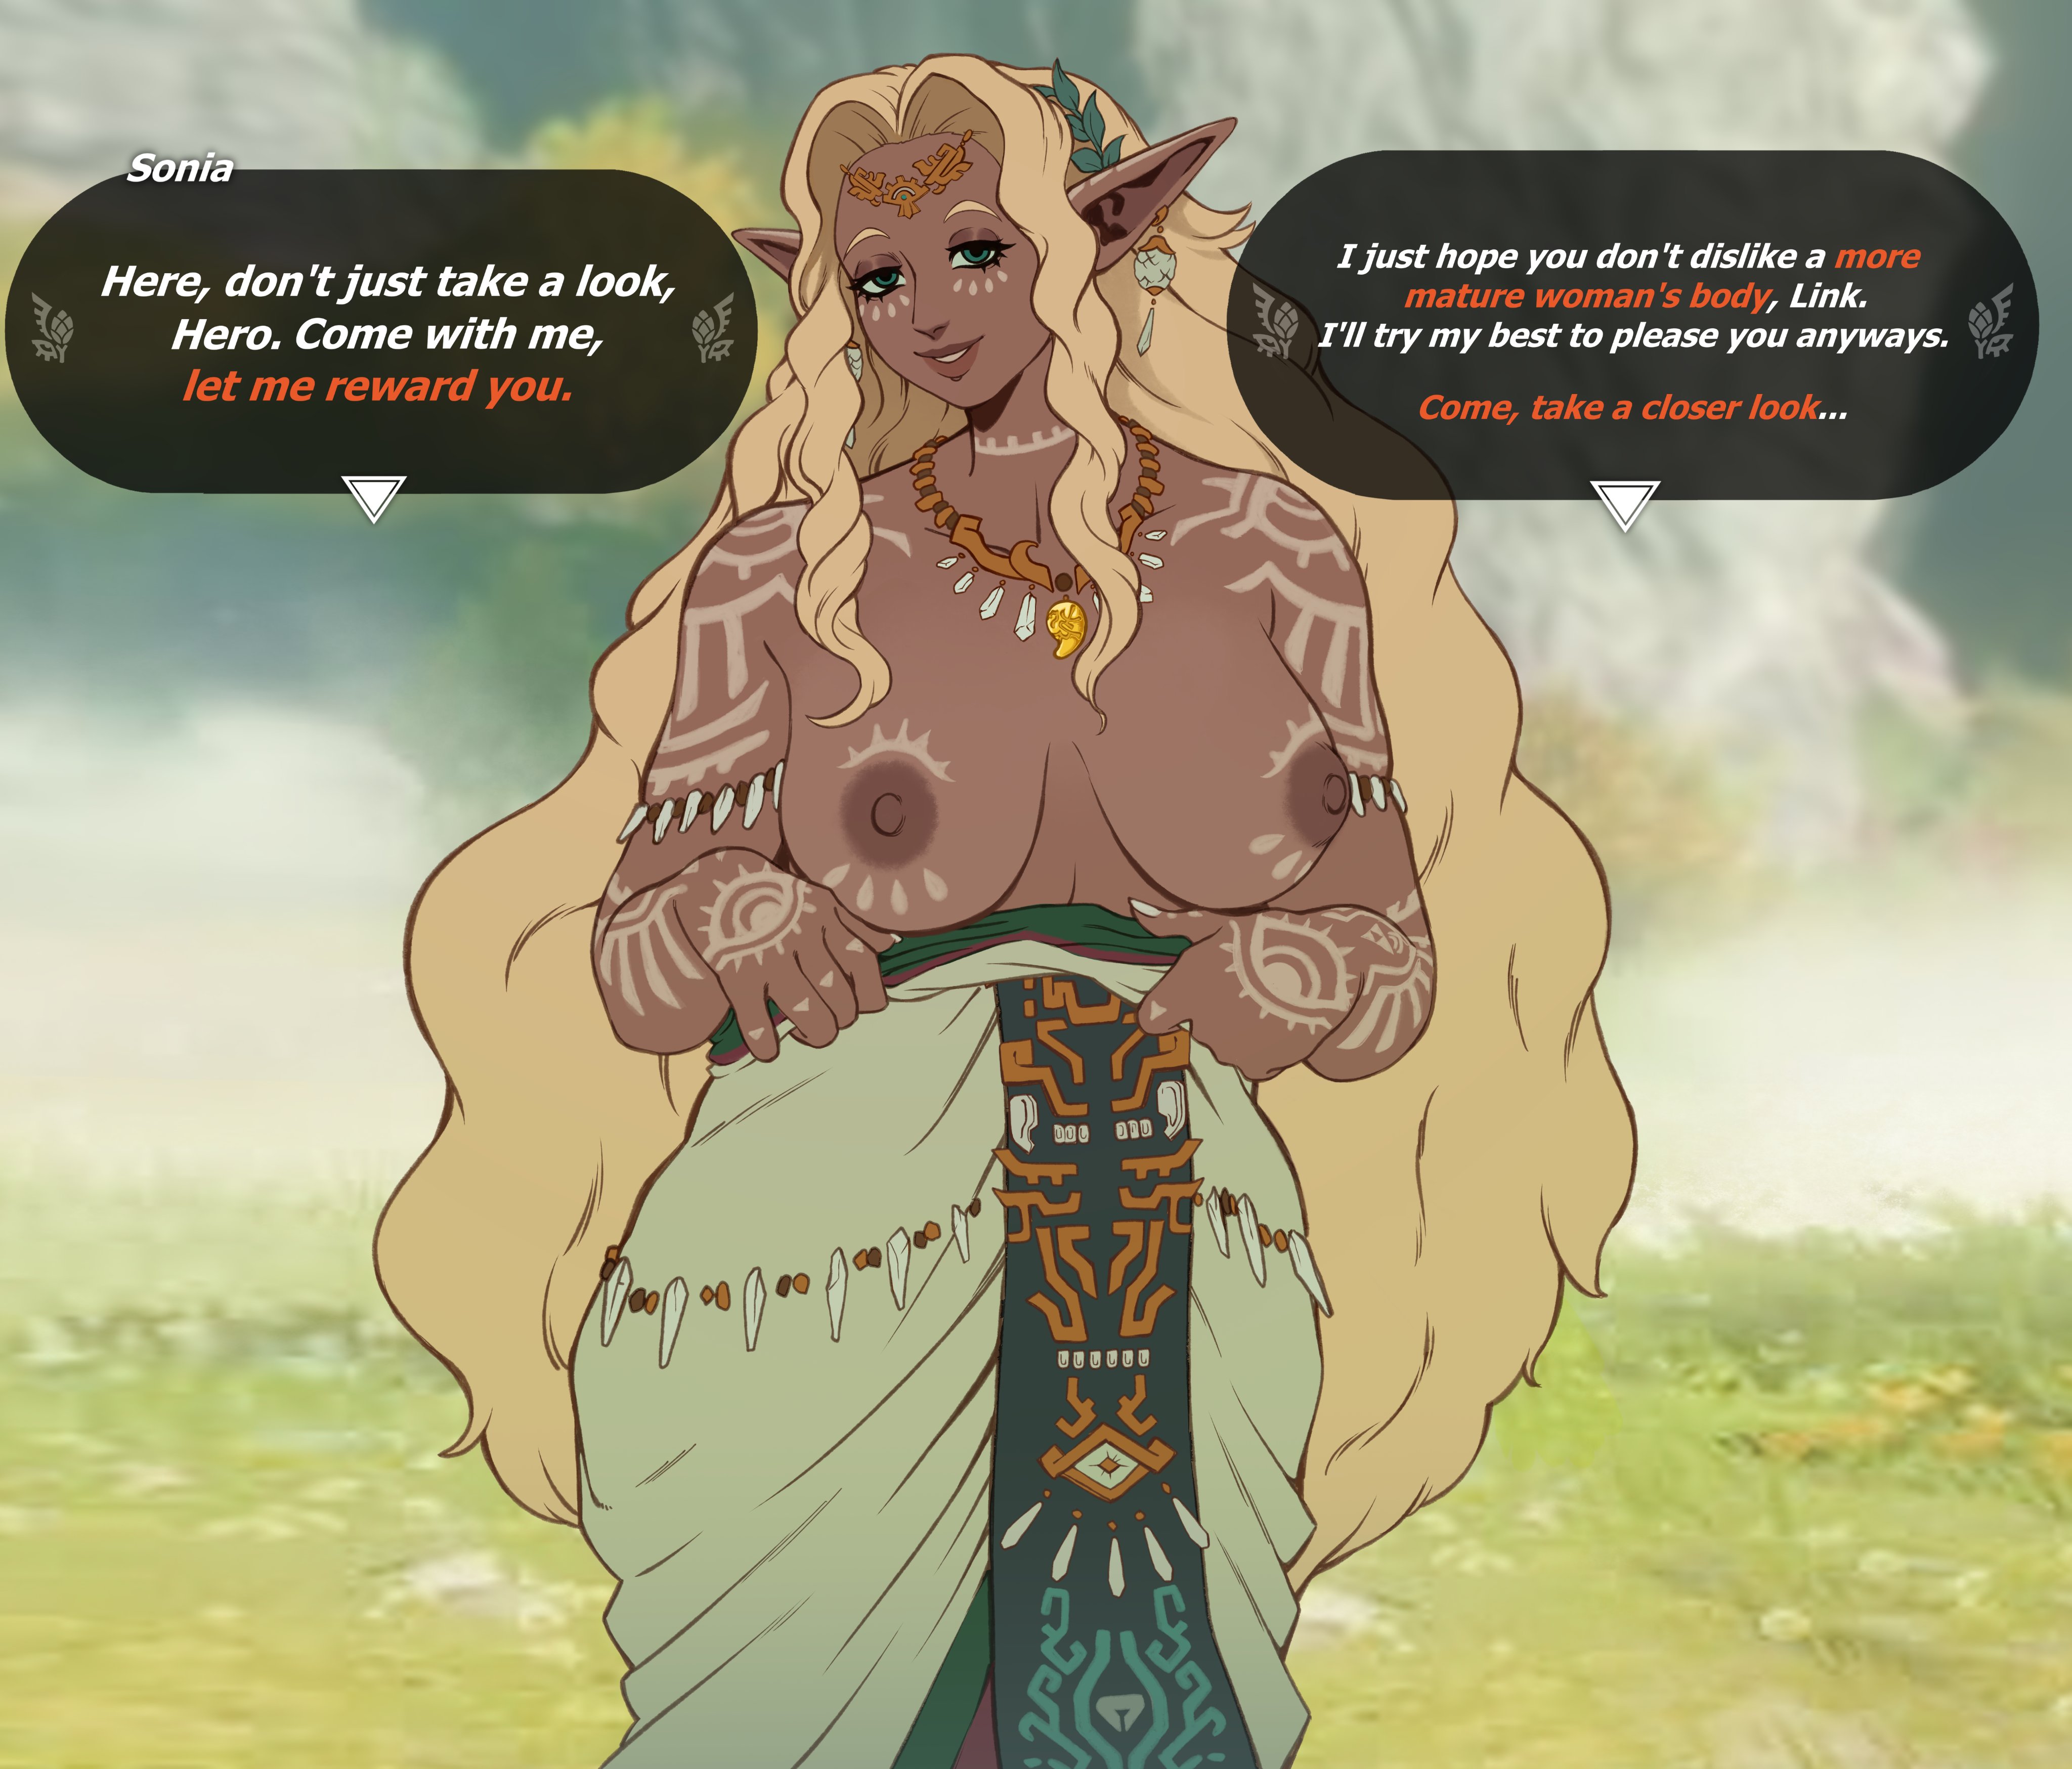 Sonia
Here, don't just take a look,
Hero. Come with me,
let me reward you.
I just hope you don't dislike a more
mature woman's body, Link.
I'll try my best to please you anyways.
Come, take a closer look...